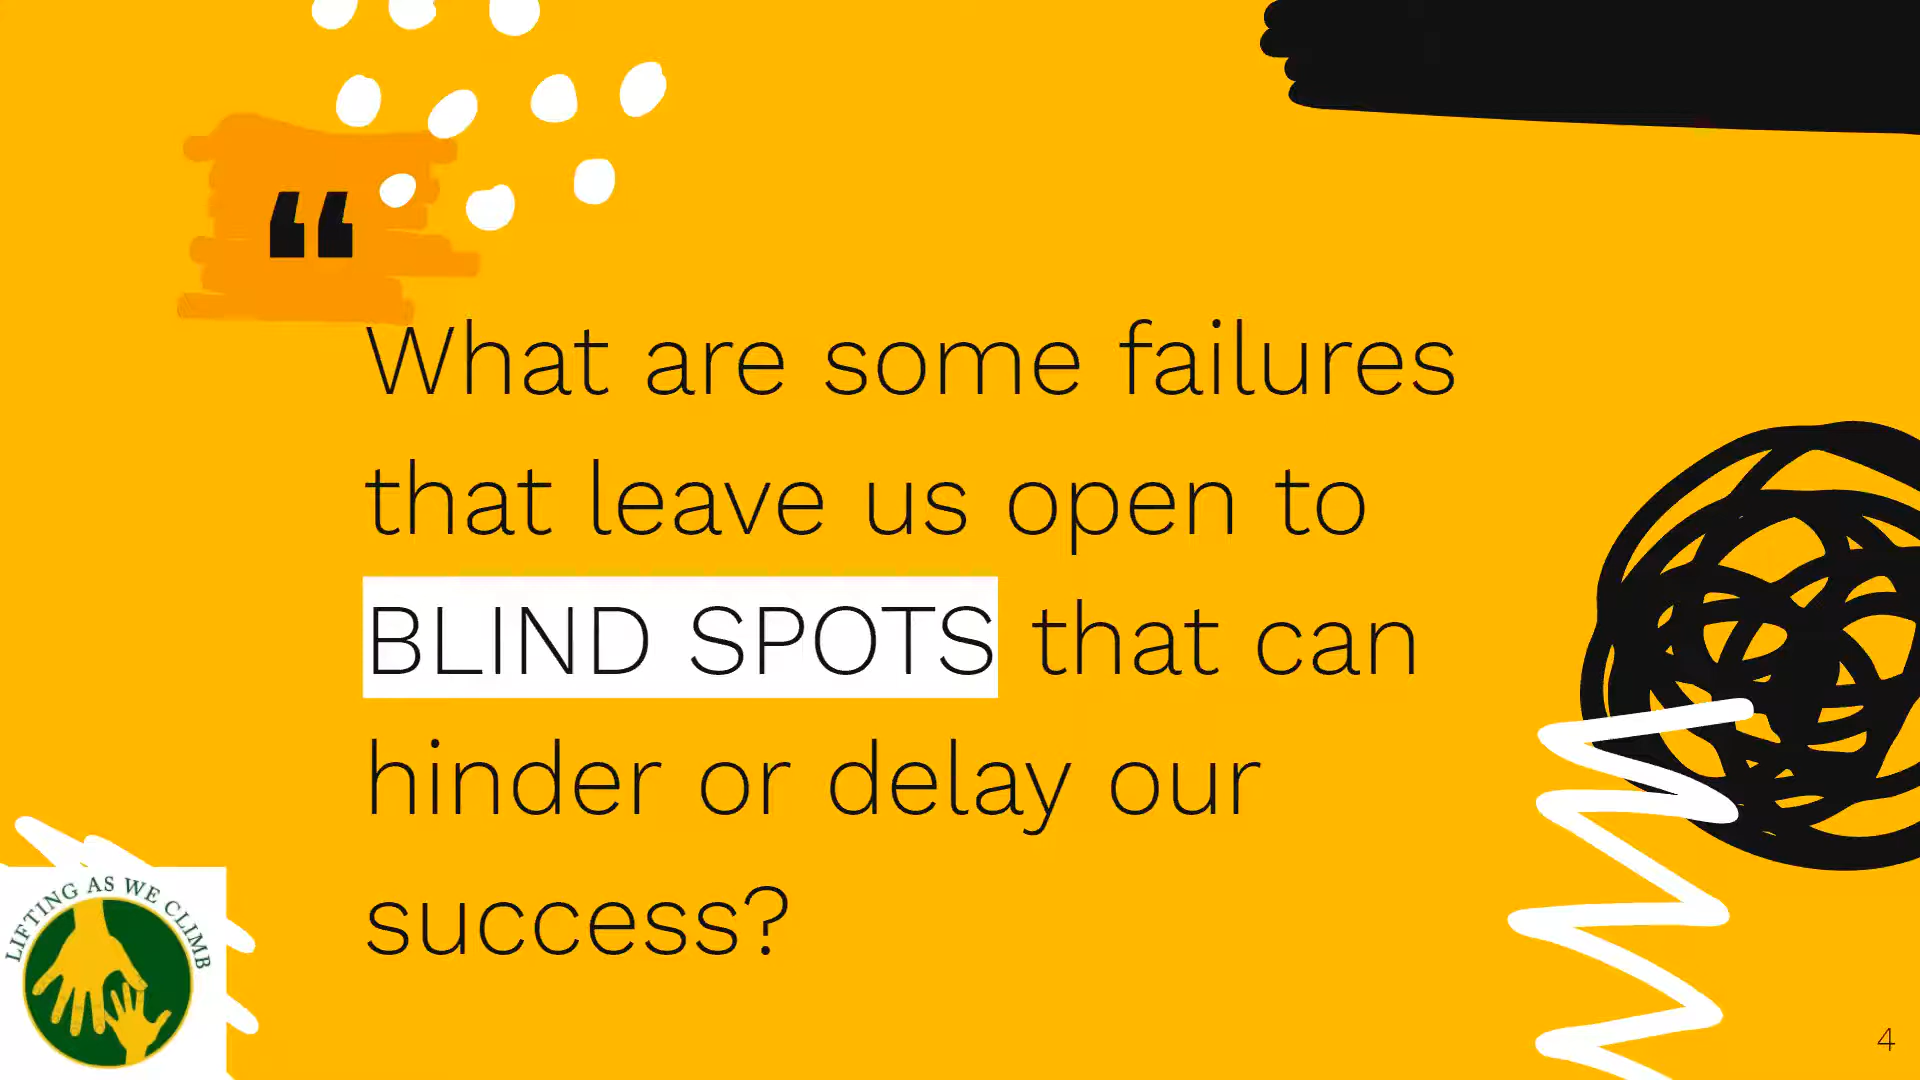 “
What are some failures
that leave us open to
BLIND SPOTS that can
hinder or delay our
success?
LIFTING AS WE CLIMB
4